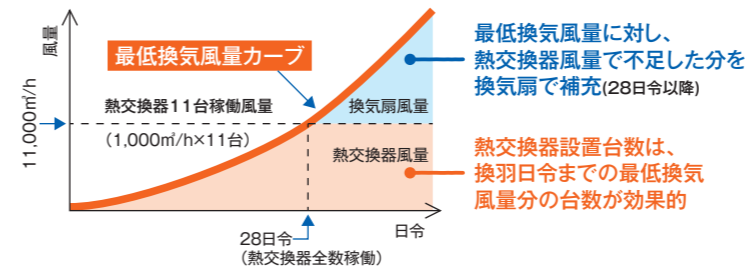 風量
最低換気風量カーブ
熱交換器11台稼働風量
（1,000㎥/h×11台）
11,000㎥/h
換気扇風量
熱交換器風量
28日令
（熱交換器全数稼働）
日令
最低換気風量に対し、
熱交換器風量で不足した分を
換気扇で補充(28日令以降)
熱交換器設置台数は、
換羽日令までの最低換気
風量分の台数が効果的